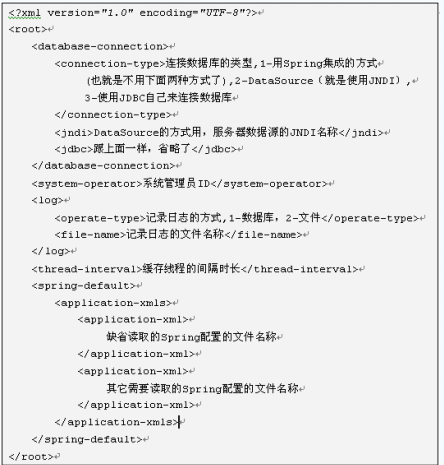 <?xml version="1.0" encoding="UTF-8"?>
<root>
    <database-connection>
        <connection-type>连接数据库的类型,1-用Spring集成的方式
            (也就是不用下面两种方式了),2-DataSource（就是使用JNDI）,
            3-使用JDBC自己来连接数据库
        </connection-type>
        <jndi>DataSource的方式用，服务器数据源的JNDI名称</jndi>
        <jdbc>跟上面一样，省略了</jdbc>
    </database-connection>
    <system-operator>系统管理员ID</system-operator>
    <log>
        <operate-type>记录日志的方式,1-数据库，2-文件</operate-type>
        <file-name>记录日志的文件名称</file-name>
    </log>
    <thread-interval>缓存线程的间隔时长</thread-interval>
    <spring-default>
        <application-xmls>
            <application-xml>
                缺省读取的Spring配置的文件名称
            </application-xml>
            <application-xml>
                其它需要读取的Spring配置的文件名称
            </application-xml>
        </application-xmls>
    </spring-default>
</root>